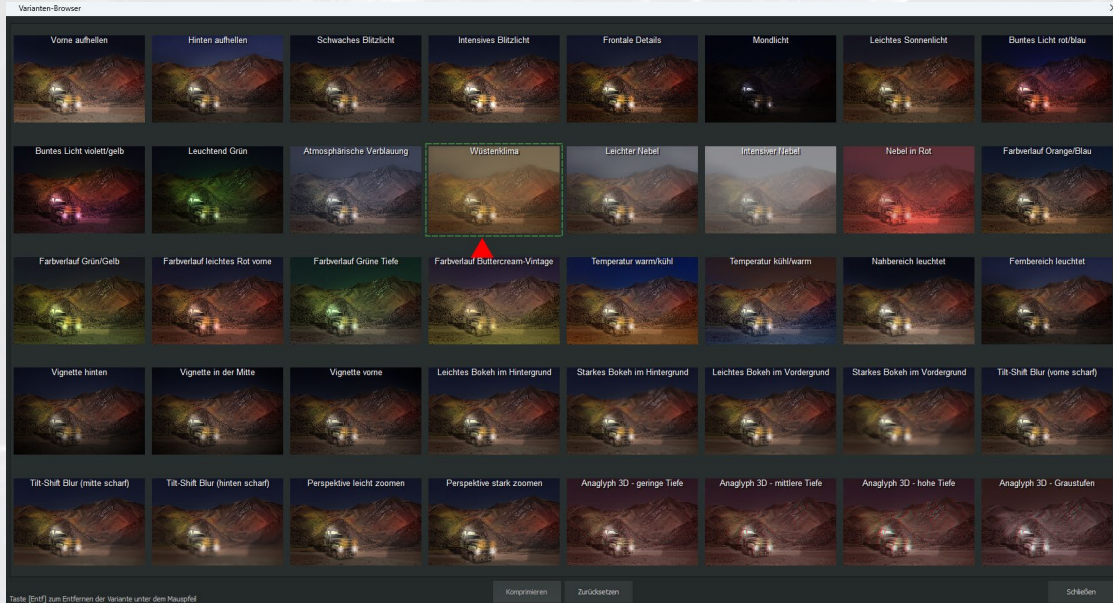 Varianten-Browser
Vorne aufhellen
Hinten aufhellen
Schwaches Blitzlicht
Intensives Blitzlicht
Frontale Details
Mondlicht
Leichtes Sonnenlicht
Buntes Licht rot/blau
Buntes Licht violett/gelb
Leuchtend Grün
Atmosphärische Verblauung
Wüstenklima
Leichter Nebel
Intensiver Nebel
Nebel in Rot
Farbverlauf Orange/Blau
Farbverlauf Grün/Gelb
Farbverlauf leichtes Rot vorne
Farbverlauf Grüne Tiefe
Farbverlauf Buttercream-Vintage
Temperatur warm/kühl
Temperatur kühl/warm
Nahbereich leuchtet
Fernbereich leuchtet
Vignette hinten
Vignette in der Mitte
Vignette vorne
Leichtes Bokeh im Hintergrund
Starkes Bokeh im Hintergrund
Leichtes Bokeh im Vordergrund
Starkes Bokeh im Vordergrund
Tilt-Shift Blur (vorne scharf)
Tilt-Shift Blur (mitte scharf)
Tilt-Shift Blur (hinten scharf)
Perspektive leicht zoomen
Perspektive stark zoomen
Anaglyph 3D - geringe Tiefe
Anaglyph 3D - mittlere Tiefe
Anaglyph 3D - hohe Tiefe
Anaglyph 3D - Graustufen
Taste [Entf] zum Entfernen der Variante unter dem Mauspfeil
Komprimieren
Zurücksetzen
Schließen